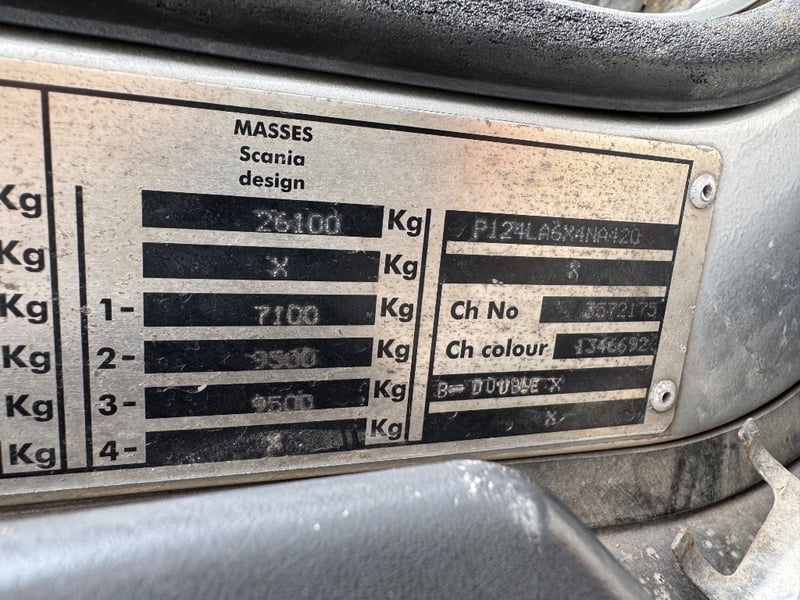 MASSES
Scania
design
Kg 26100 Kg P124LA6X4NA420
Kg X Kg X
Kg 1- 7100 Kg Ch No 3572175
Kg 2- 9500 Kg Ch colour 1346692
Kg 3- 9500 Kg B= DOUBLE X
Kg 4- X Kg X